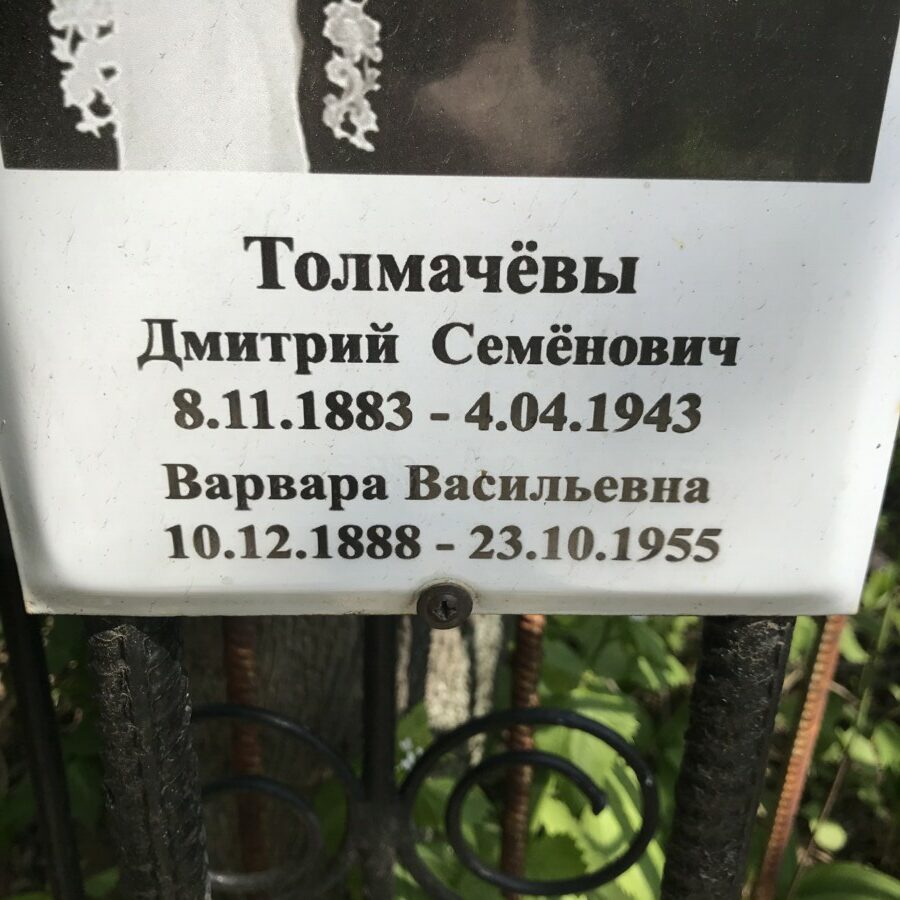 Толмачёвы
Дмитрий Семёнович
8.11.1883 - 4.04.1943
Варвара Васильевна
10.12.1888 - 23.10.1955